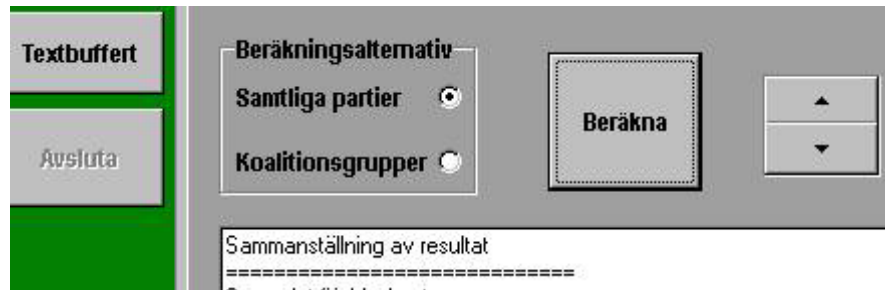 Textbuffert
Avsluta
Beräkningsalternativ
Samtliga partier
Koalitionsgrupper
Beräkna
Sammanställning av resultat
=============================